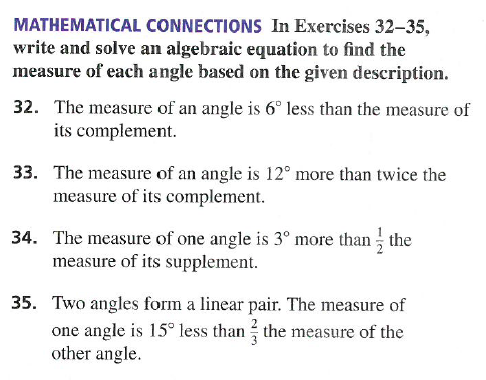 MATHEMATICAL CONNECTIONS In Exercises 32–35,
write and solve an algebraic equation to find the
measure of each angle based on the given description.
32. The measure of an angle is 6° less than the measure of
its complement.
33. The measure of an angle is 12° more than twice the
measure of its complement.
34. The measure of one angle is 3° more than 1/2 the
measure of its supplement.
35. Two angles form a linear pair. The measure of
one angle is 15° less than 2/3 the measure of the
other angle.